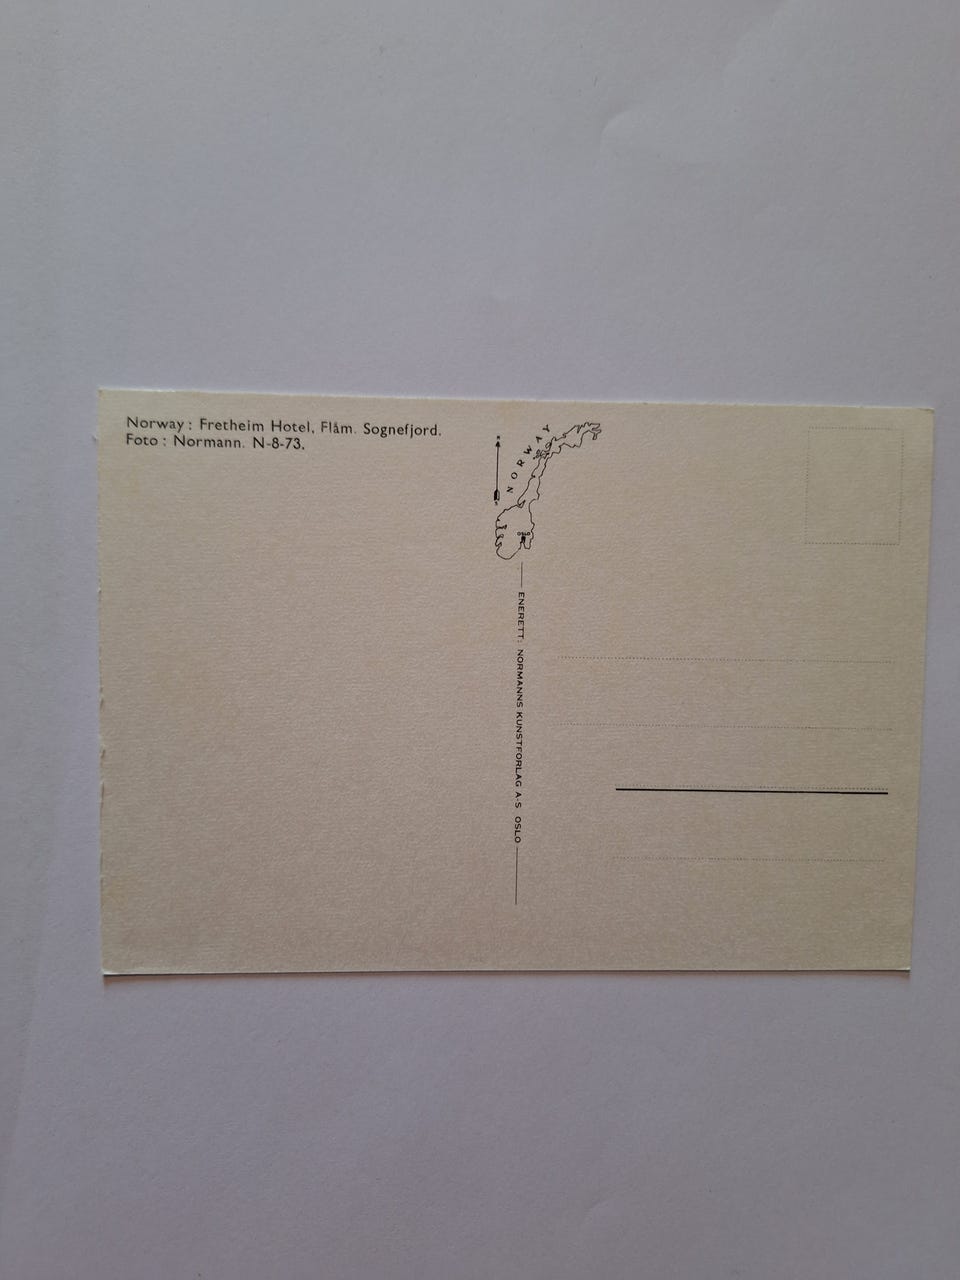 Norway : Fretheim Hotel, Flåm. Sognefjord.
Foto : Normann. N-8-73.
NORWAY
ENERETT: NORMANNS KUNSTFORLAG A-S OSLO